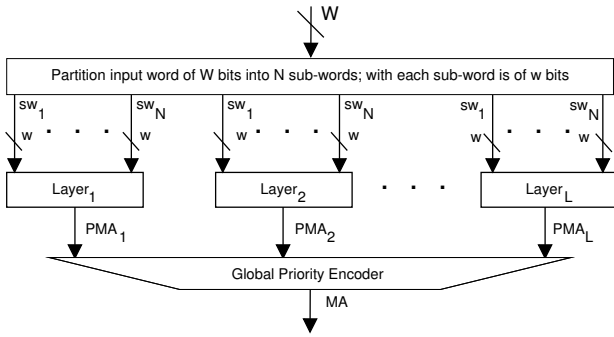 W
Partition input word of W bits into N sub-words; with each sub-word is of w bits
sw1 swN sw1 swN sw1 swN
w w w w w w
Layer1 Layer2 LayerL
PMA1 PMA2 PMAL
Global Priority Encoder
MA